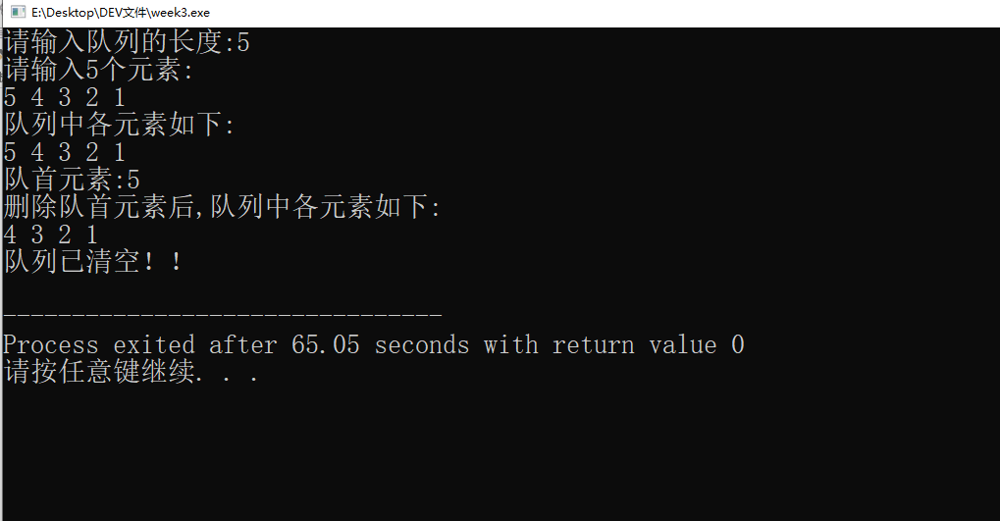 E:\Desktop\DEV文件\week3.exe
请输入队列的长度:5
请输入5个元素:
5 4 3 2 1
队列中各元素如下:
5 4 3 2 1
队首元素:5
删除队首元素后,队列中各元素如下:
4 3 2 1
队列已清空！！
--------------------------------
Process exited after 65.05 seconds with return value 0
请按任意键继续. . .